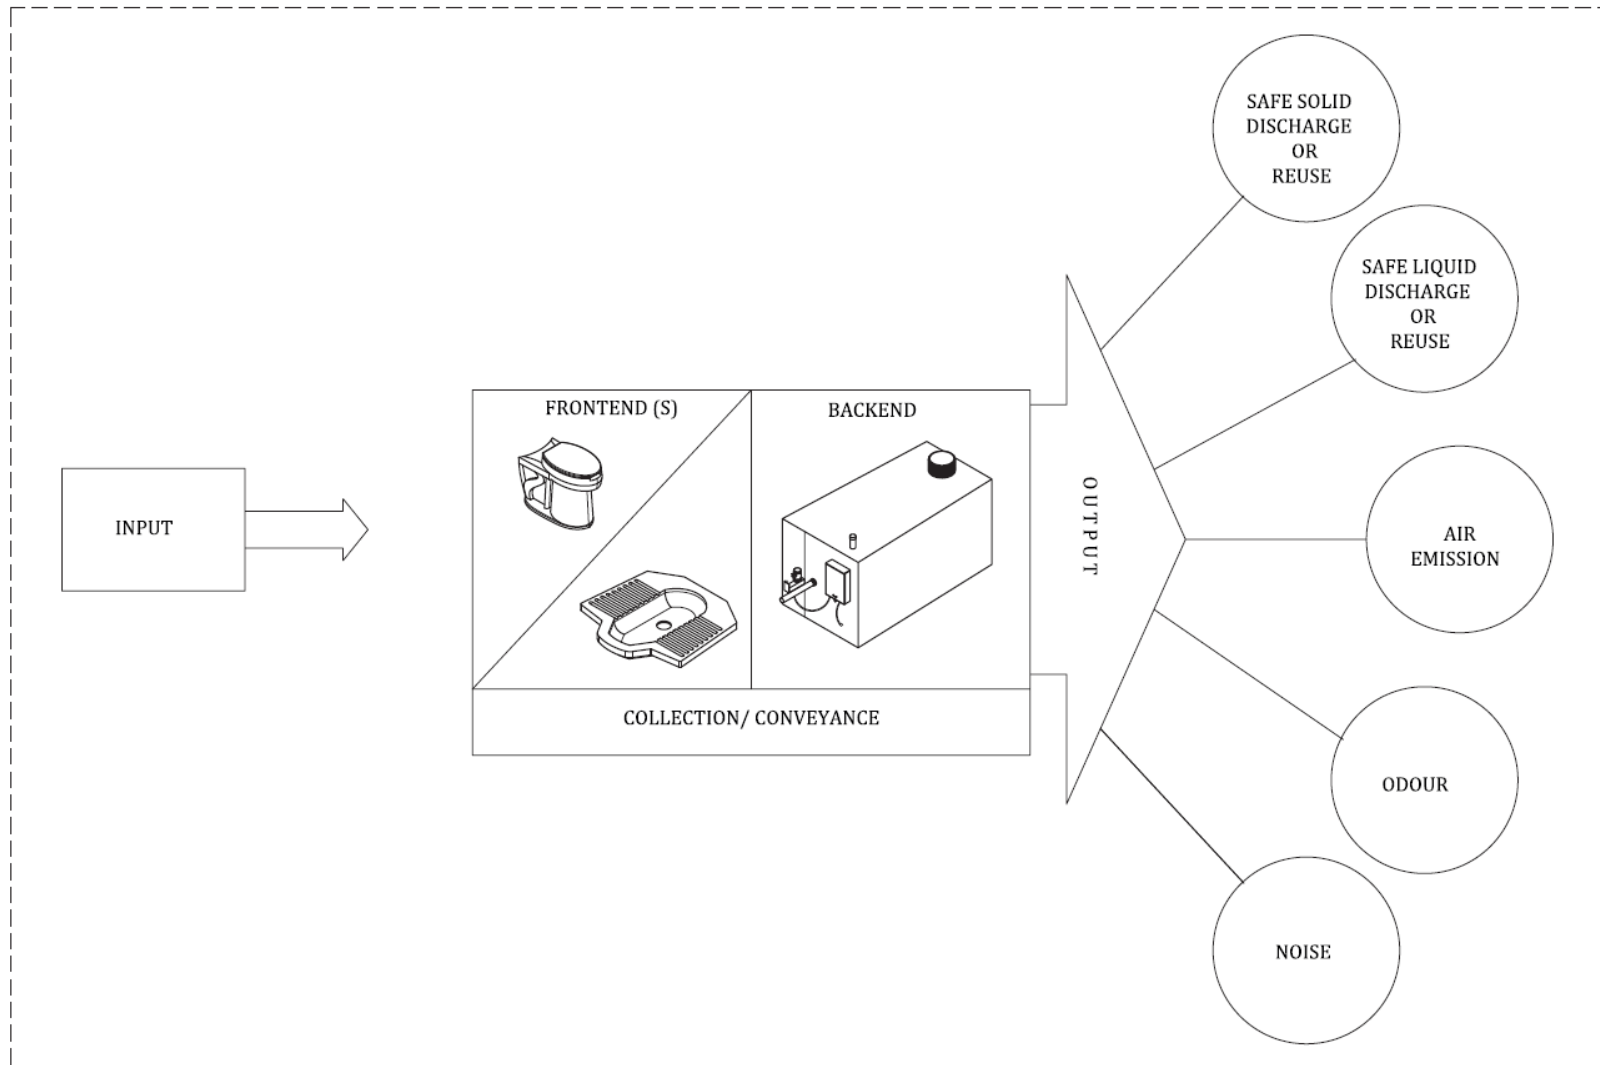 INPUT
FRONTEND (S)
BACKEND
COLLECTION/ CONVEYANCE
OUTPUT
SAFE SOLID
DISCHARGE
OR
REUSE
SAFE LIQUID
DISCHARGE
OR
REUSE
AIR
EMISSION
ODOUR
NOISE